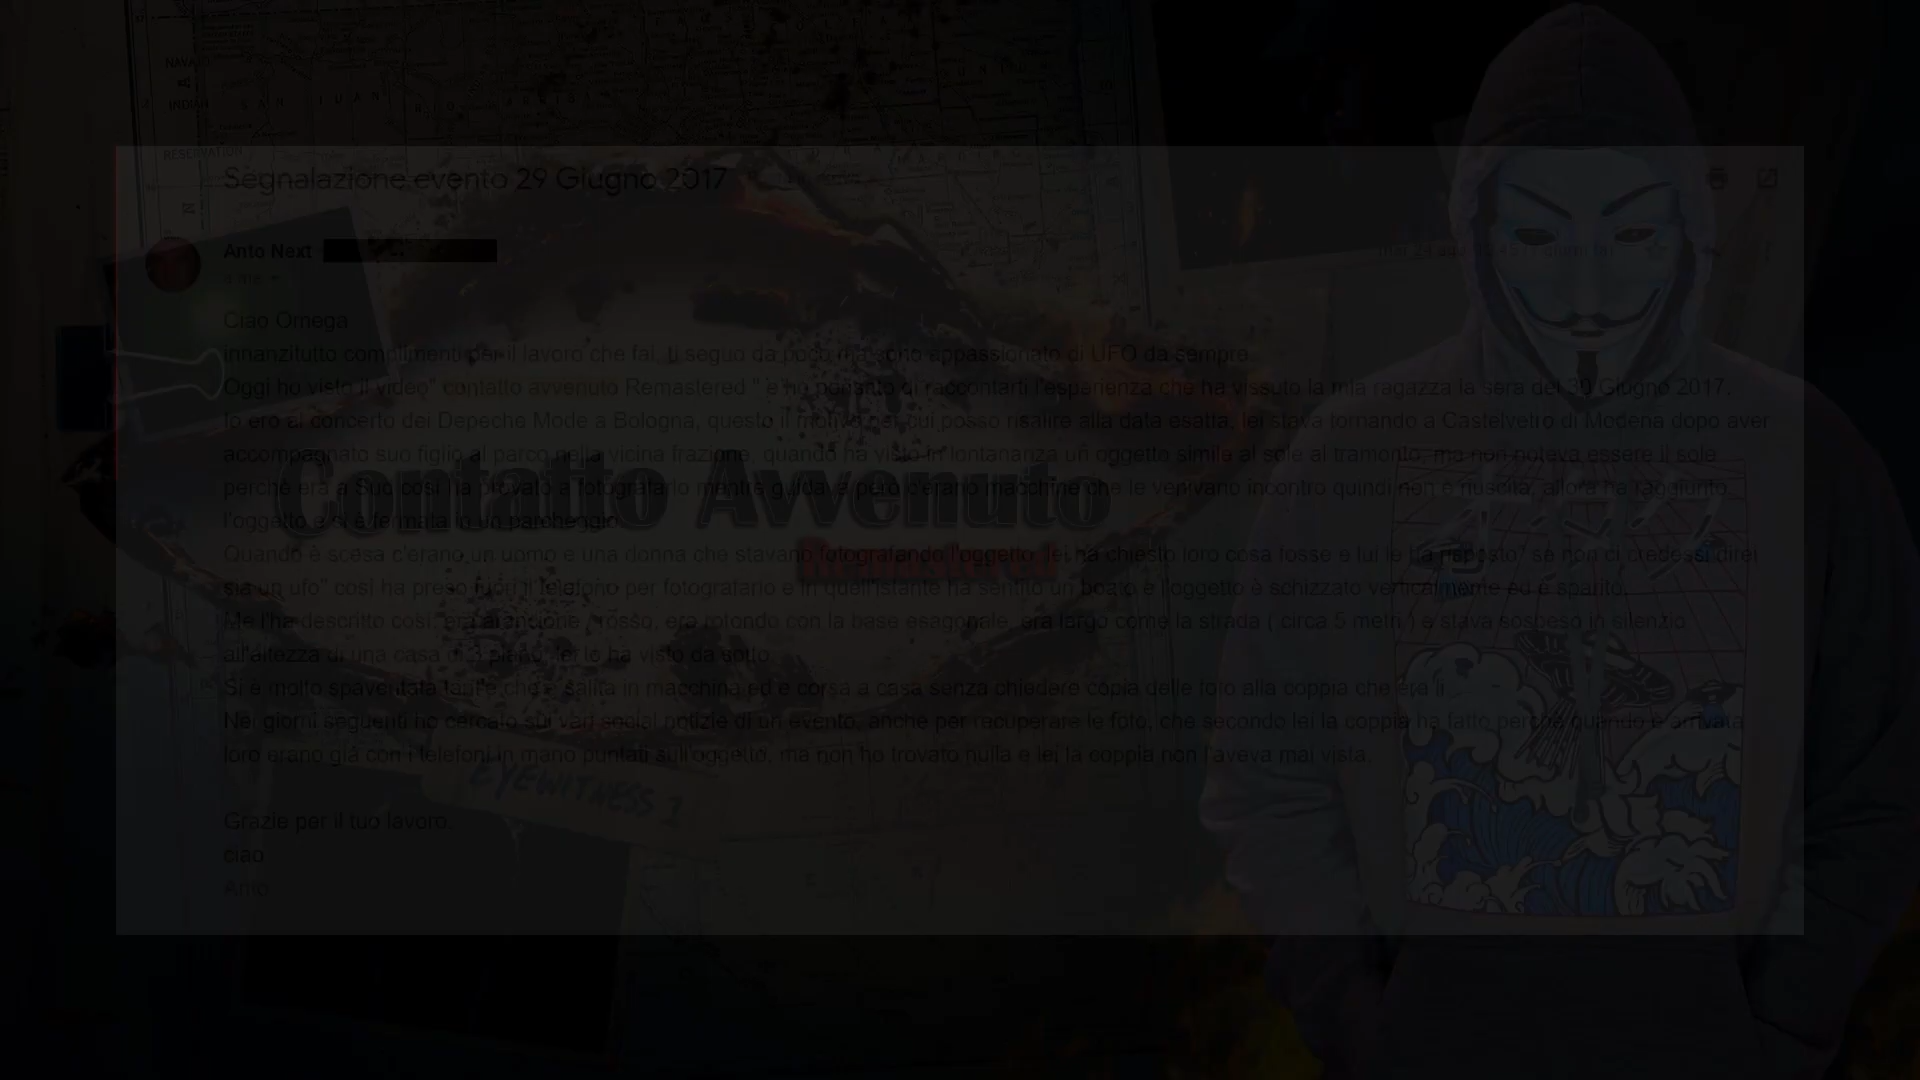 NAVA
INDIAN
SAN JUAN
RESERVATION
Segnalazione evento 29 Giugno 2017
Anto Next
a me
Ciao Omega
innanzitutto complimenti per il lavoro che fai, ti seguo da poco ma sono appassionato di UFO da sempre.
Oggi ho visto il video" contatto avvenuto Remastered " e ho pensato di raccontarti l'esperienza che ha vissuto la mia ragazza la sera del 30 Giugno 2017.
Io ero al concerto dei Depeche Mode a Bologna, questo il motivo per cui posso risalire alla data esatta, lei stava tornando a Castelvetro di Modena dopo aver
accompagnato suo figlio al parco nella vicina frazione, quando ha visto in lontananza un oggetto simile al sole al tramonto, ma non poteva essere il sole
perchè era a Sud così ha provato a fotografarlo mentre guidava però c'erano macchine che le venivano incontro quindi non è riuscita, allora ha raggiunto
l'oggetto e si è fermata in un parcheggio.
Contatto Avvenuto
Remastered
Quando è scesa c'erano un uomo e una donna che stavano fotografando l'oggetto, lei ha chiesto loro cosa fosse e lui le ha risposto" se non ci credessi direi
sia un ufo" così ha preso fuori il telefono per fotografarlo e in quell'istante ha sentito un boato e l'oggetto è schizzato verticalmente ed è sparito.
Me l'ha descritto così: era arancione / rosso, era rotondo con la base esagonale, era largo come la strada ( circa 5 metri ) e stava sospeso in silenzio
all'altezza di una casa di 3 piani, lei lo ha visto da sotto.
Si è molto spaventata tant'è che è salita in macchina ed è corsa a casa senza chiedere copia delle foto alla coppia che era lì.
Nei giorni seguenti ho cercato sui vari social notizie di un evento, anche per recuperare le foto, che secondo lei la coppia ha fatto perchè quando è arrivata
loro erano già con i telefoni in mano puntati sull'oggetto, ma non ho trovato nulla e lei la coppia non l'aveva mai vista.
EYEWITNESS
Grazie per il tuo lavoro.
ciao
Anto